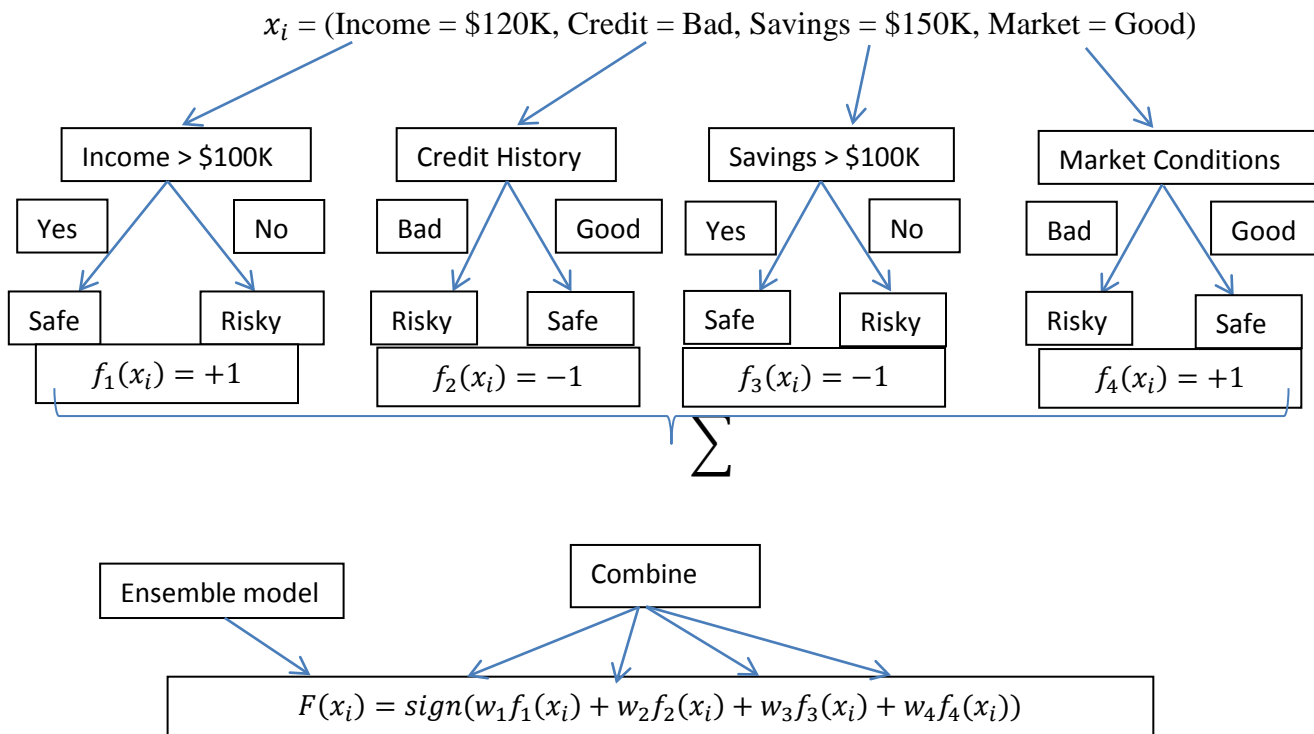 x_i = (Income = $120K, Credit = Bad, Savings = $150K, Market = Good)
Income > $100K Credit History Savings > $100K Market Conditions
Yes No Bad Good Yes No Bad Good
Safe Risky Risky Safe Safe Risky Risky Safe
f_1(x_i) = +1 f_2(x_i) = −1 f_3(x_i) = −1 f_4(x_i) = +1
∑
Ensemble model Combine
F(x_i) = sign(w_1f_1(x_i) + w_2f_2(x_i) + w_3f_3(x_i) + w_4f_4(x_i))